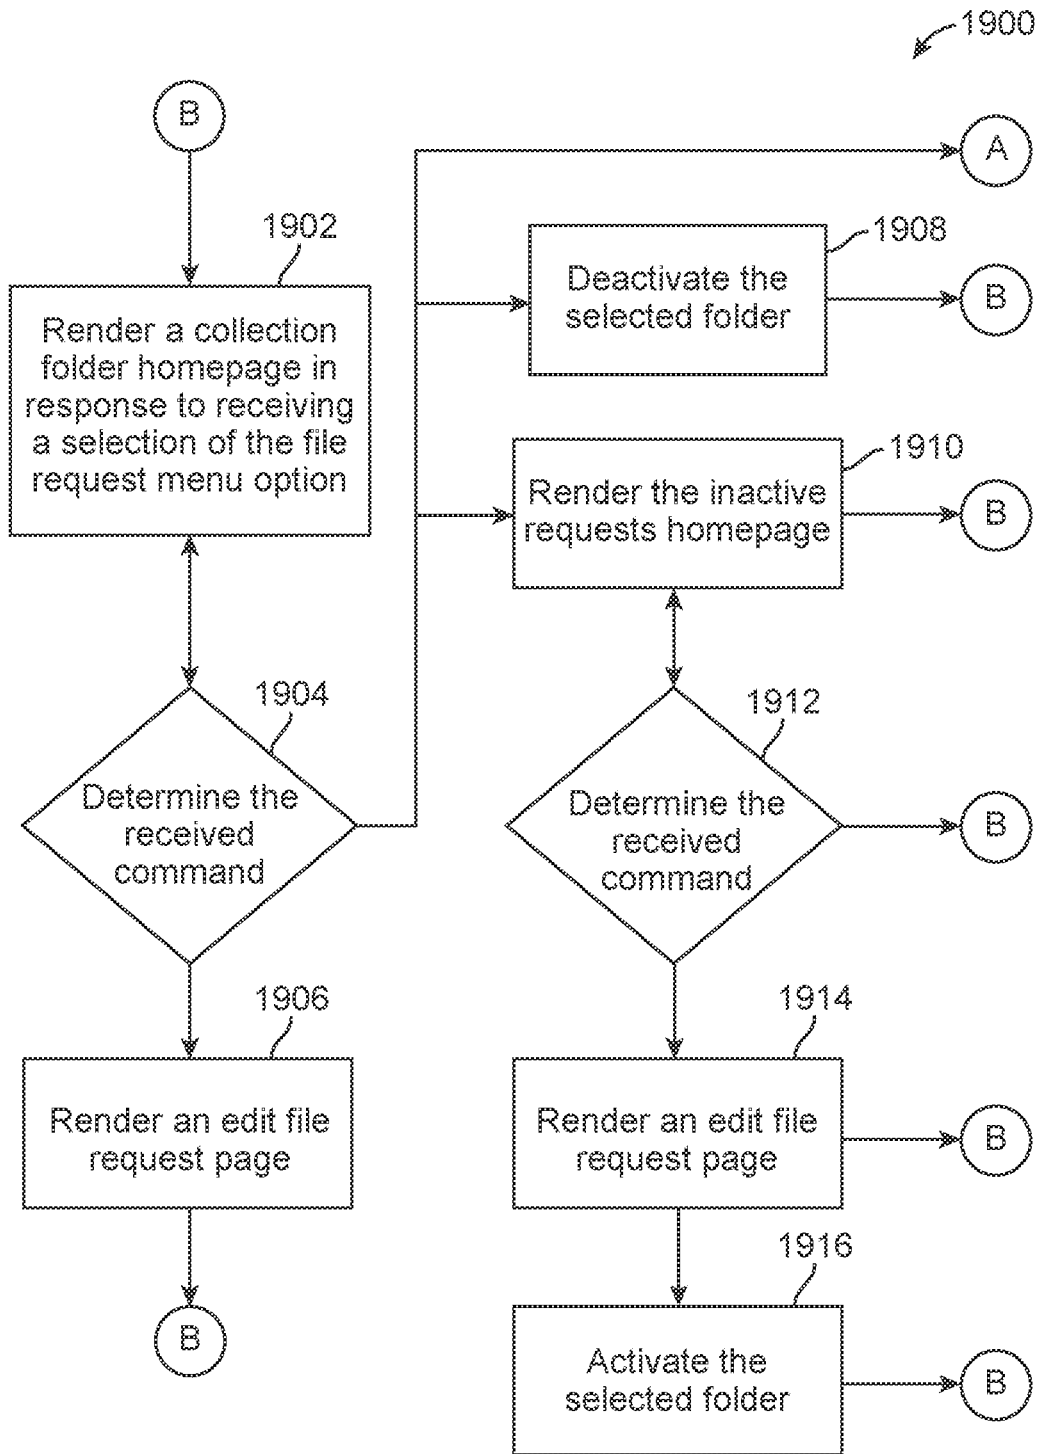 1900
B
A
1902
Render a collection
folder homepage in
response to receiving
a selection of the file
request menu option
1908
Deactivate the
selected folder
B
1910
Render the inactive
requests homepage
B
1904
Determine the
received
command
1912
Determine the
received
command
B
1906
Render an edit file
request page
B
1914
Render an edit file
request page
B
1916
Activate the
selected folder
B